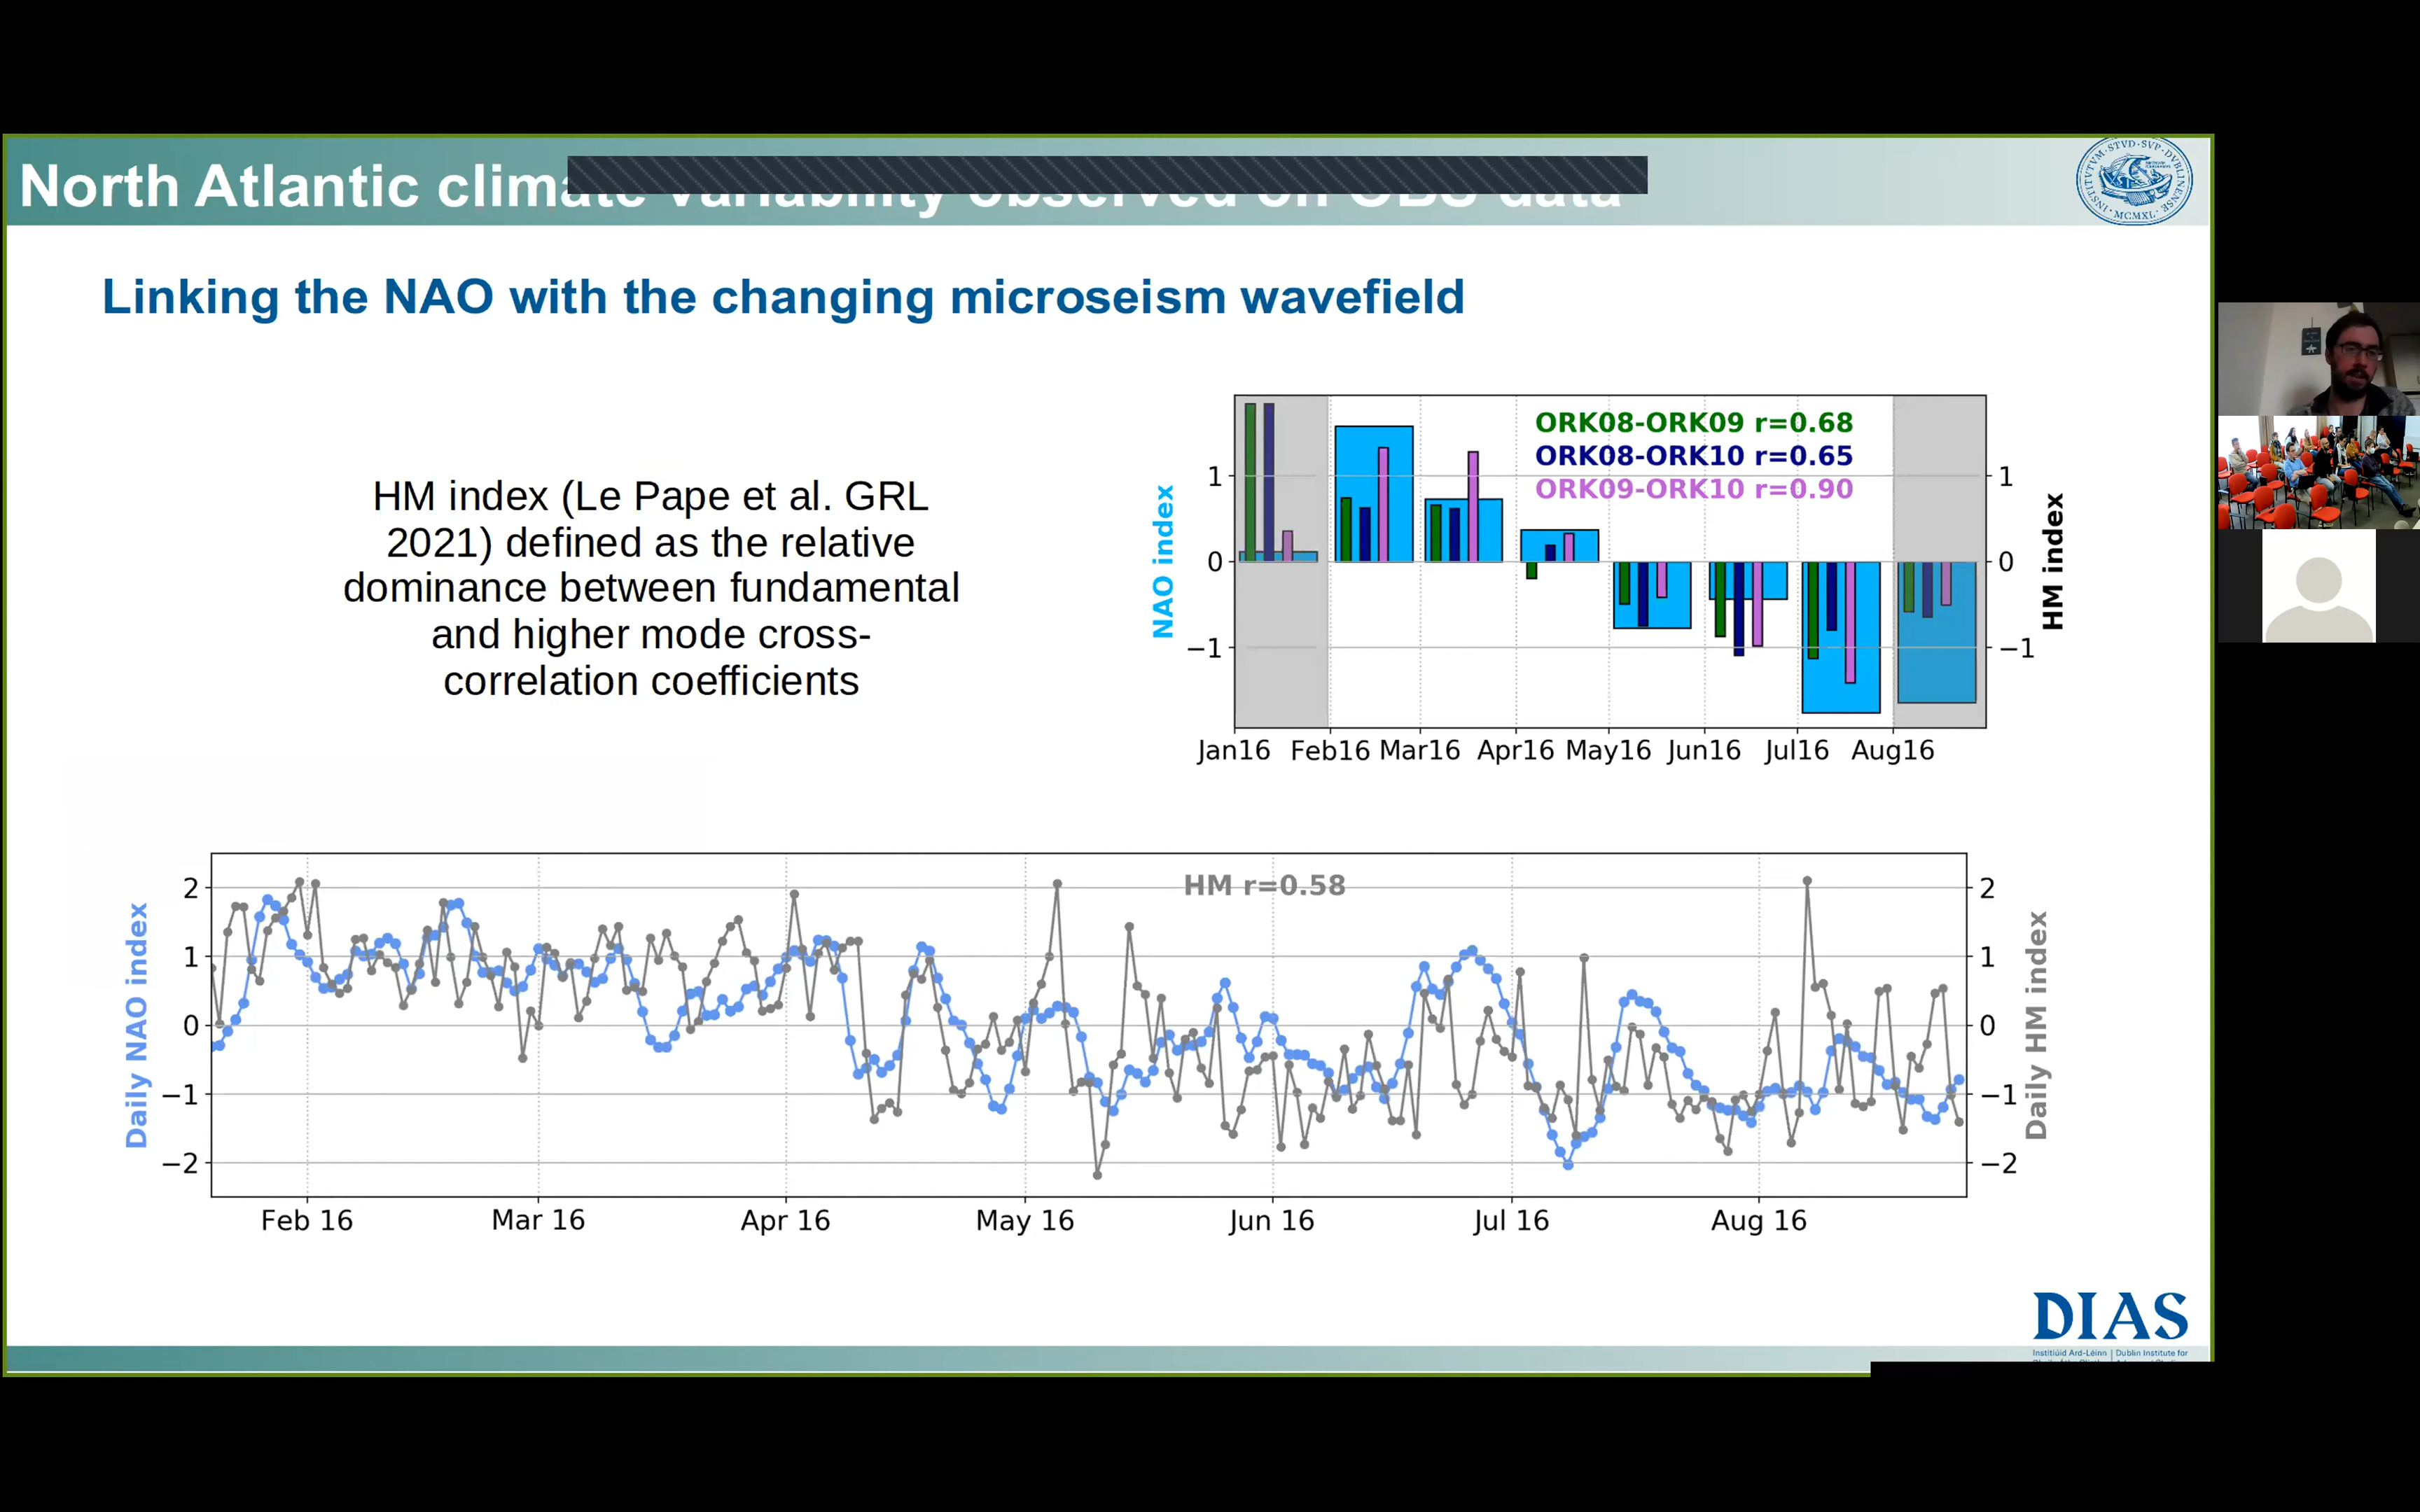 North Atlantic climate variability observed on OBS data
INSTITVTVM·STVD·SVP·DVBLINENSE
·MCMXL·
Linking the NAO with the changing microseism wavefield
HM index (Le Pape et al. GRL
2021) defined as the relative
dominance between fundamental
and higher mode cross-
correlation coefficients
NAO index
1
0
−1
ORK08-ORK09 r=0.68
ORK08-ORK10 r=0.65
ORK09-ORK10 r=0.90
1
0
−1
HM index
Jan16 Feb16 Mar16 Apr16 May16 Jun16 Jul16 Aug16
Daily NAO index
2
1
0
−1
−2
HM r=0.58
2
1
0
−1
−2
Daily HM index
Feb 16 Mar 16 Apr 16 May 16 Jun 16 Jul 16 Aug 16
DIAS
Institiúid Ard-Léinn | Dublin Institute for